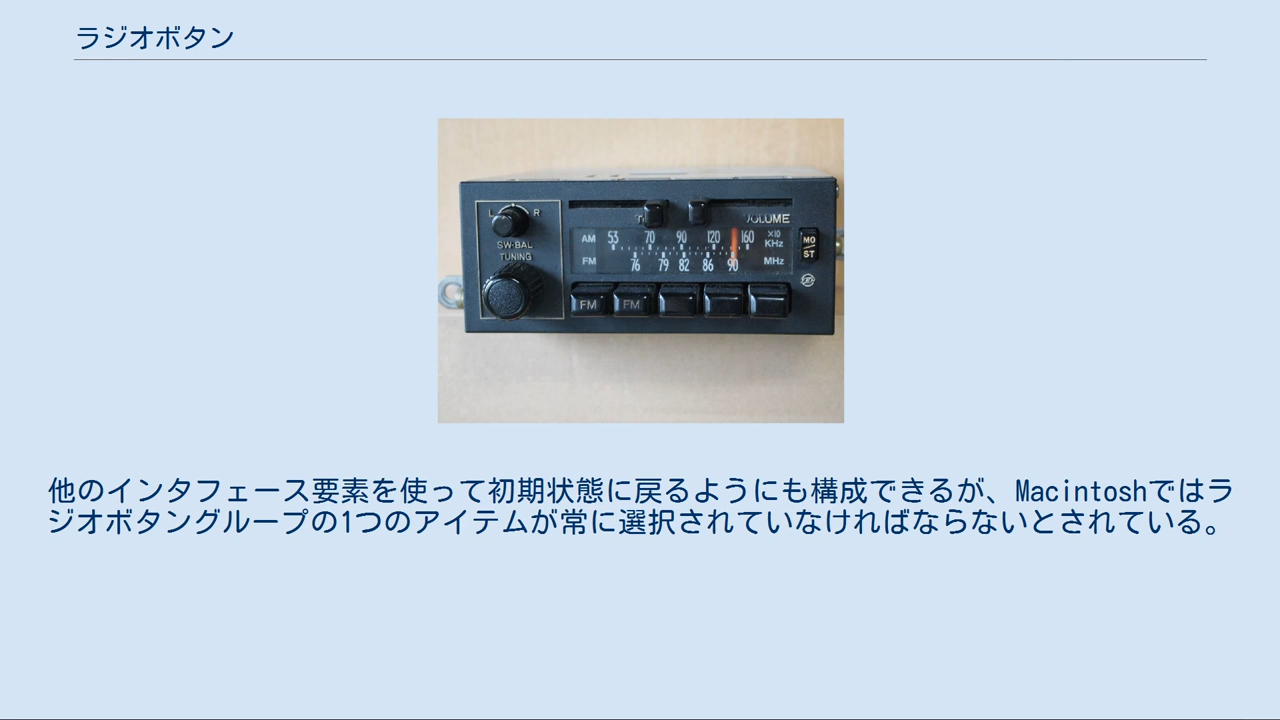 ラジオボタン
L R
SW-BAL
TUNING
VOLUME
AM 53 70 90 120 160 ×10 KHz
FM 76 79 82 86 90 MHz
MO
ST
FM FM
他のインタフェース要素を使って初期状態に戻るようにも構成できるが、Macintoshではラ
ジオボタングループの1つのアイテムが常に選択されていなければならないとされている。